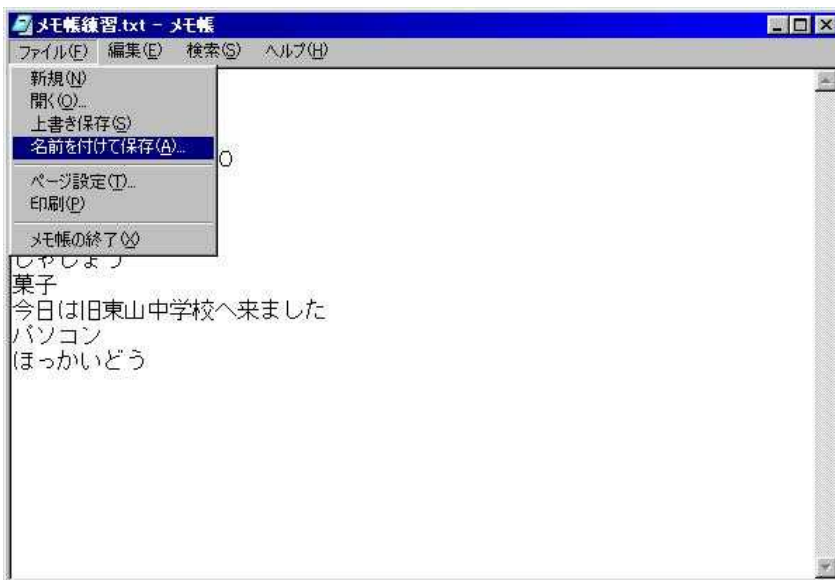 メモ帳練習.txt - メモ帳
ファイル(F) 編集(E) 検索(S) ヘルプ(H)
新規(N)
開く(O)...
上書き保存(S)
名前を付けて保存(A)...
ページ設定(T)...
印刷(P)
メモ帳の終了(X)
しゃしょう
菓子
今日は旧東山中学校へ来ました
パソコン
ほっかいどう